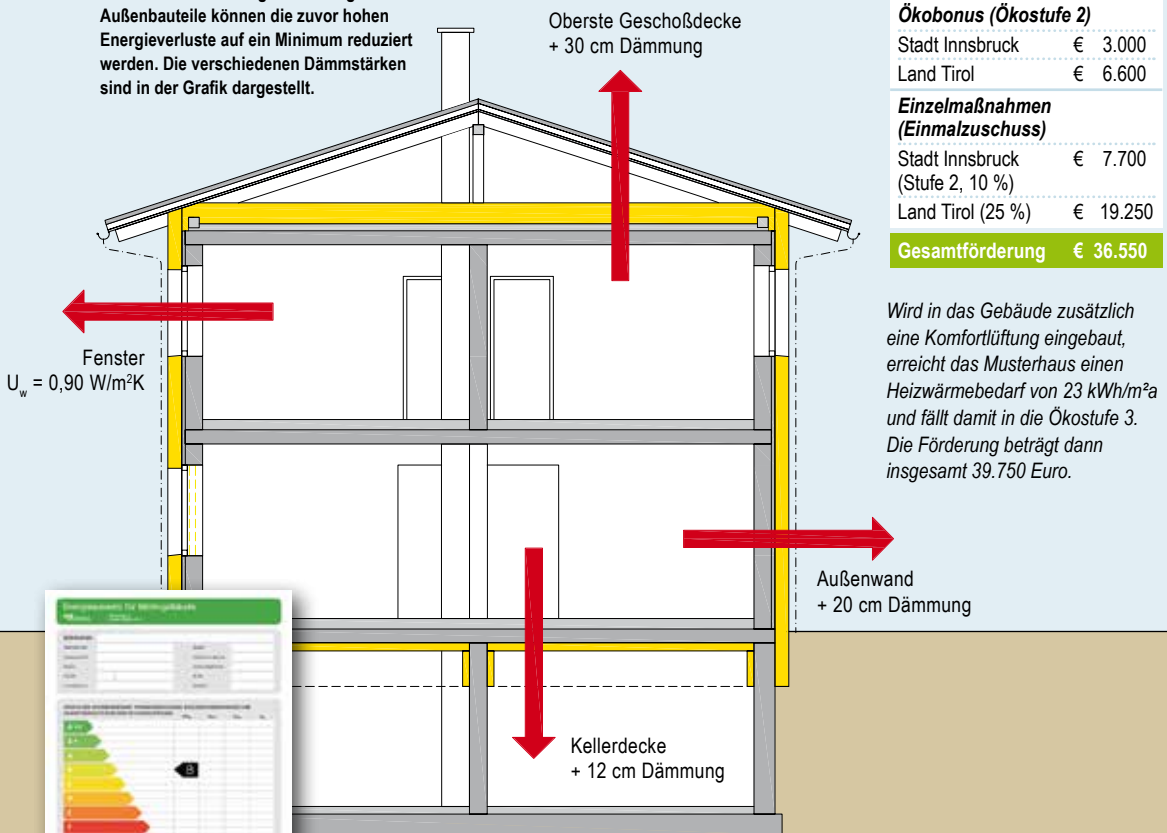 Außenbauteile können die zuvor hohen
Energieverluste auf ein Minimum reduziert
werden. Die verschiedenen Dämmstärken
sind in der Grafik dargestellt.
Oberste Geschoßdecke
+ 30 cm Dämmung
Ökobonus (Ökostufe 2)
Stadt Innsbruck € 3.000
Land Tirol € 6.600
Einzelmaßnahmen
(Einmalzuschuss)
Stadt Innsbruck € 7.700
(Stufe 2, 10 %)
Land Tirol (25 %) € 19.250
Gesamtförderung € 36.550
Wird in das Gebäude zusätzlich
eine Komfortlüftung eingebaut,
erreicht das Musterhaus einen
Heizwärmebedarf von 23 kWh/m²a
und fällt damit in die Ökostufe 3.
Die Förderung beträgt dann
insgesamt 39.750 Euro.
Fenster
Uw = 0,90 W/m²K
Außenwand
+ 20 cm Dämmung
Kellerdecke
+ 12 cm Dämmung
B